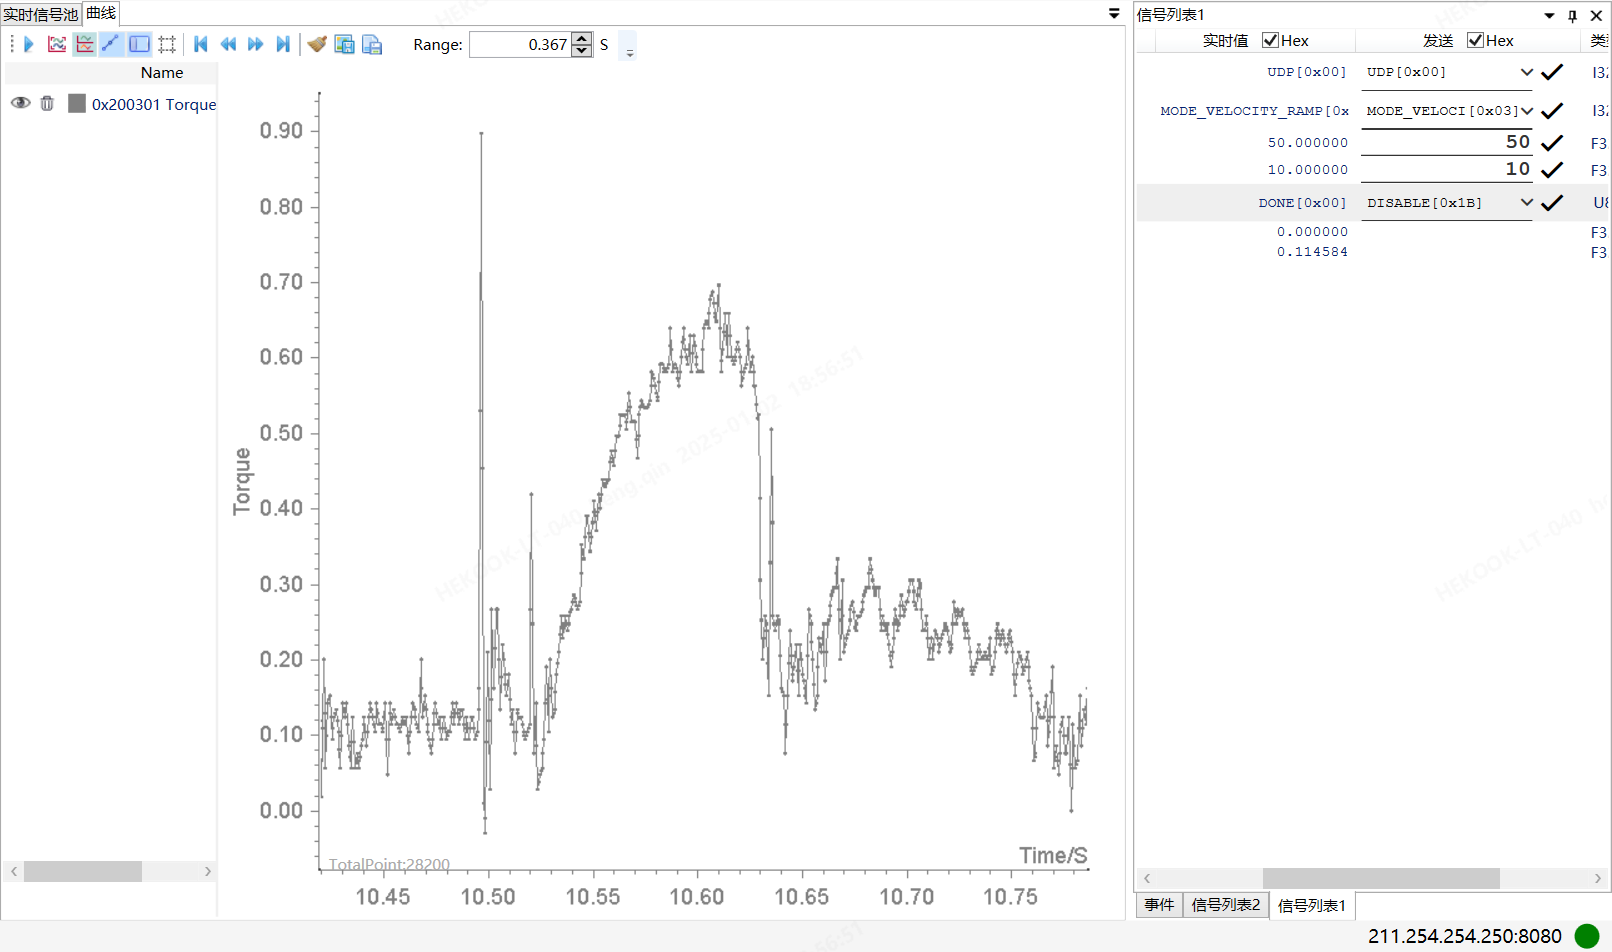 实时信号池 曲线
Range: 0.367 S
Name
0x200301 Torque
0.90
0.80
0.70
0.60
0.50
0.40
0.30
0.20
0.10
0.00
Torque
TotalPoint:28200
Time/S
10.45 10.50 10.55 10.60 10.65 10.70 10.75
信号列表1
实时值 Hex 发送 Hex
UDP[0x00] UDP[0x00] I32
MODE_VELOCITY_RAMP[0x MODE_VELOCI[0x03] I32
50.000000 50 F3
10.000000 10 F3
DONE[0x00] DISABLE[0x1B] U8
0.000000 F3
0.114584 F3
事件 信号列表2 信号列表1
211.254.254.250:8080